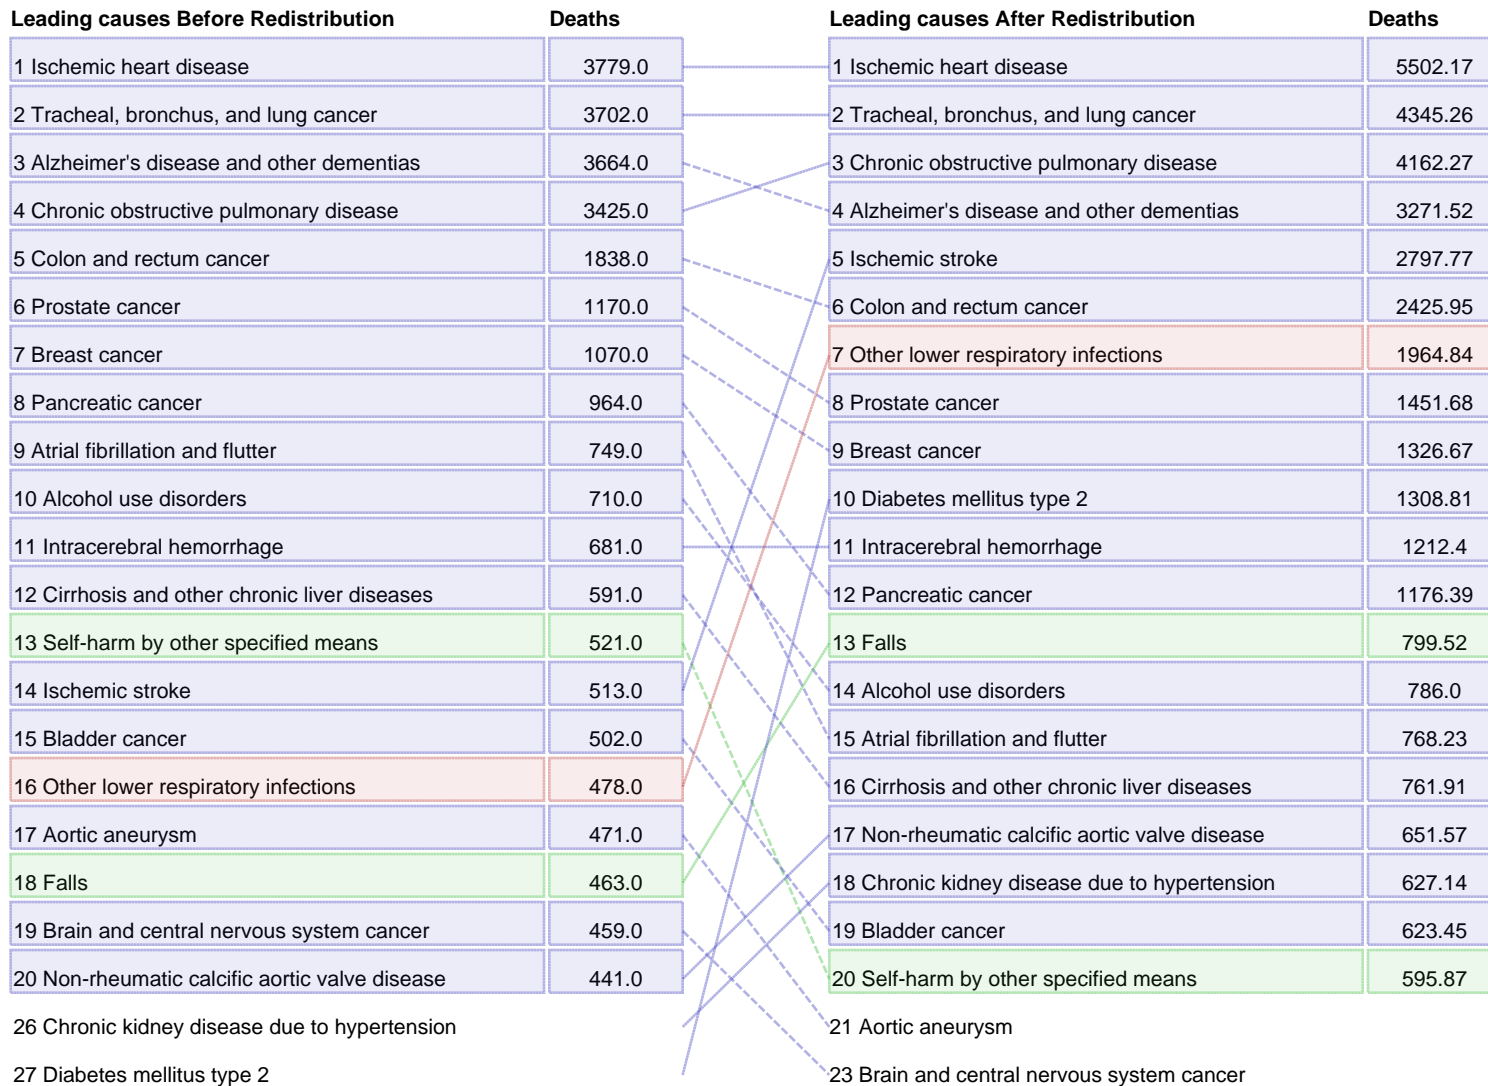 Leading causes Before Redistribution Deaths Leading causes After Redistribution Deaths
1 Ischemic heart disease 3779.0 1 Ischemic heart disease 5502.17
2 Tracheal, bronchus, and lung cancer 3702.0 2 Tracheal, bronchus, and lung cancer 4345.26
3 Alzheimer's disease and other dementias 3664.0 3 Chronic obstructive pulmonary disease 4162.27
4 Chronic obstructive pulmonary disease 3425.0 4 Alzheimer's disease and other dementias 3271.52
5 Colon and rectum cancer 1838.0 5 Ischemic stroke 2797.77
6 Prostate cancer 1170.0 6 Colon and rectum cancer 2425.95
7 Breast cancer 1070.0 7 Other lower respiratory infections 1964.84
8 Pancreatic cancer 964.0 8 Prostate cancer 1451.68
9 Atrial fibrillation and flutter 749.0 9 Breast cancer 1326.67
10 Alcohol use disorders 710.0 10 Diabetes mellitus type 2 1308.81
11 Intracerebral hemorrhage 681.0 11 Intracerebral hemorrhage 1212.4
12 Cirrhosis and other chronic liver diseases 591.0 12 Pancreatic cancer 1176.39
13 Self-harm by other specified means 521.0 13 Falls 799.52
14 Ischemic stroke 513.0 14 Alcohol use disorders 786.0
15 Bladder cancer 502.0 15 Atrial fibrillation and flutter 768.23
16 Other lower respiratory infections 478.0 16 Cirrhosis and other chronic liver diseases 761.91
17 Aortic aneurysm 471.0 17 Non-rheumatic calcific aortic valve disease 651.57
18 Falls 463.0 18 Chronic kidney disease due to hypertension 627.14
19 Brain and central nervous system cancer 459.0 19 Bladder cancer 623.45
20 Non-rheumatic calcific aortic valve disease 441.0 20 Self-harm by other specified means 595.87
26 Chronic kidney disease due to hypertension 21 Aortic aneurysm
27 Diabetes mellitus type 2 23 Brain and central nervous system cancer